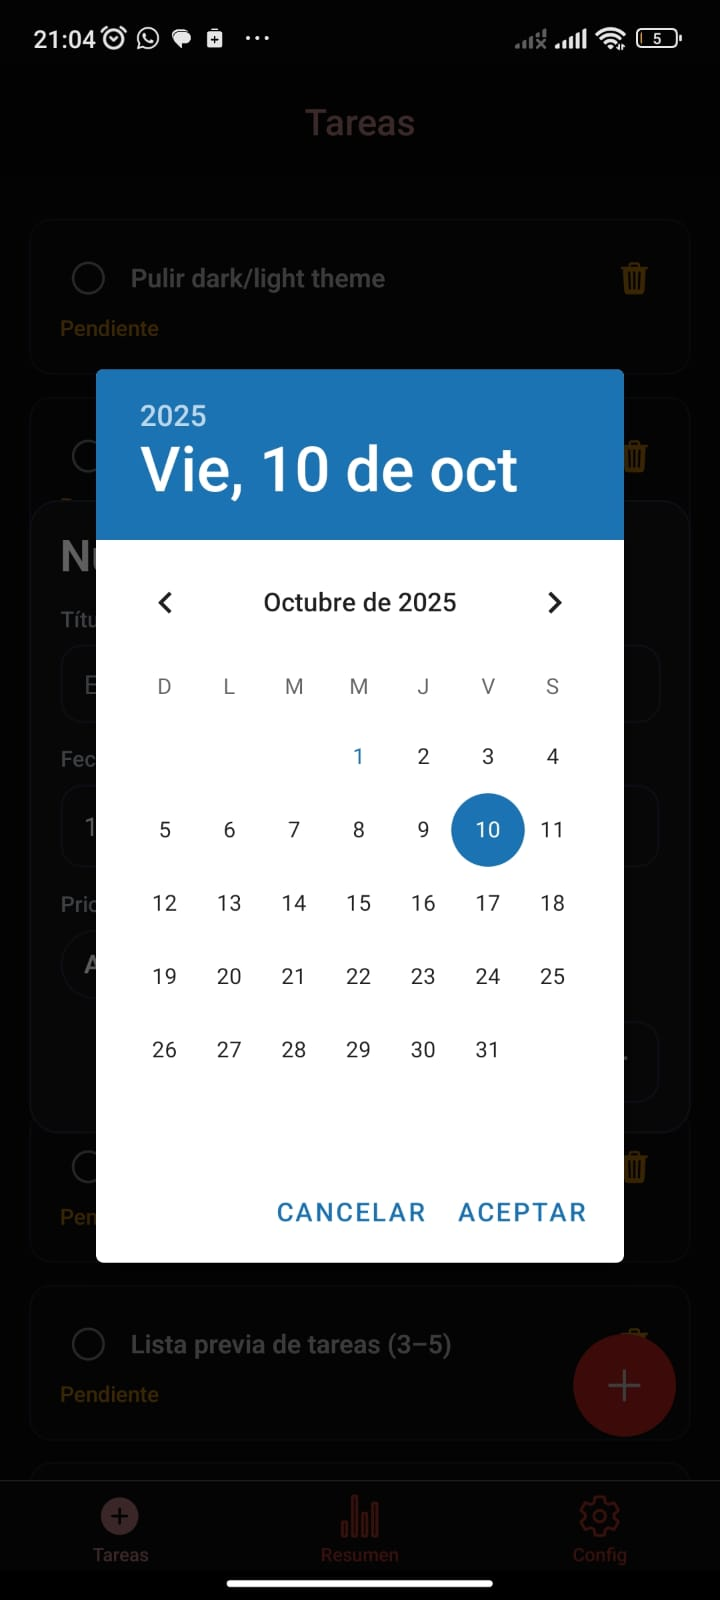 21:04
5
Tareas
Pulir dark/light theme
Pendiente
2025
Vie, 10 de oct
Octubre de 2025
D L M M J V S
1 2 3 4
5 6 7 8 9 10 11
12 13 14 15 16 17 18
19 20 21 22 23 24 25
26 27 28 29 30 31
CANCELAR ACEPTAR
Lista previa de tareas (3–5)
Pendiente
Tareas Resumen Config